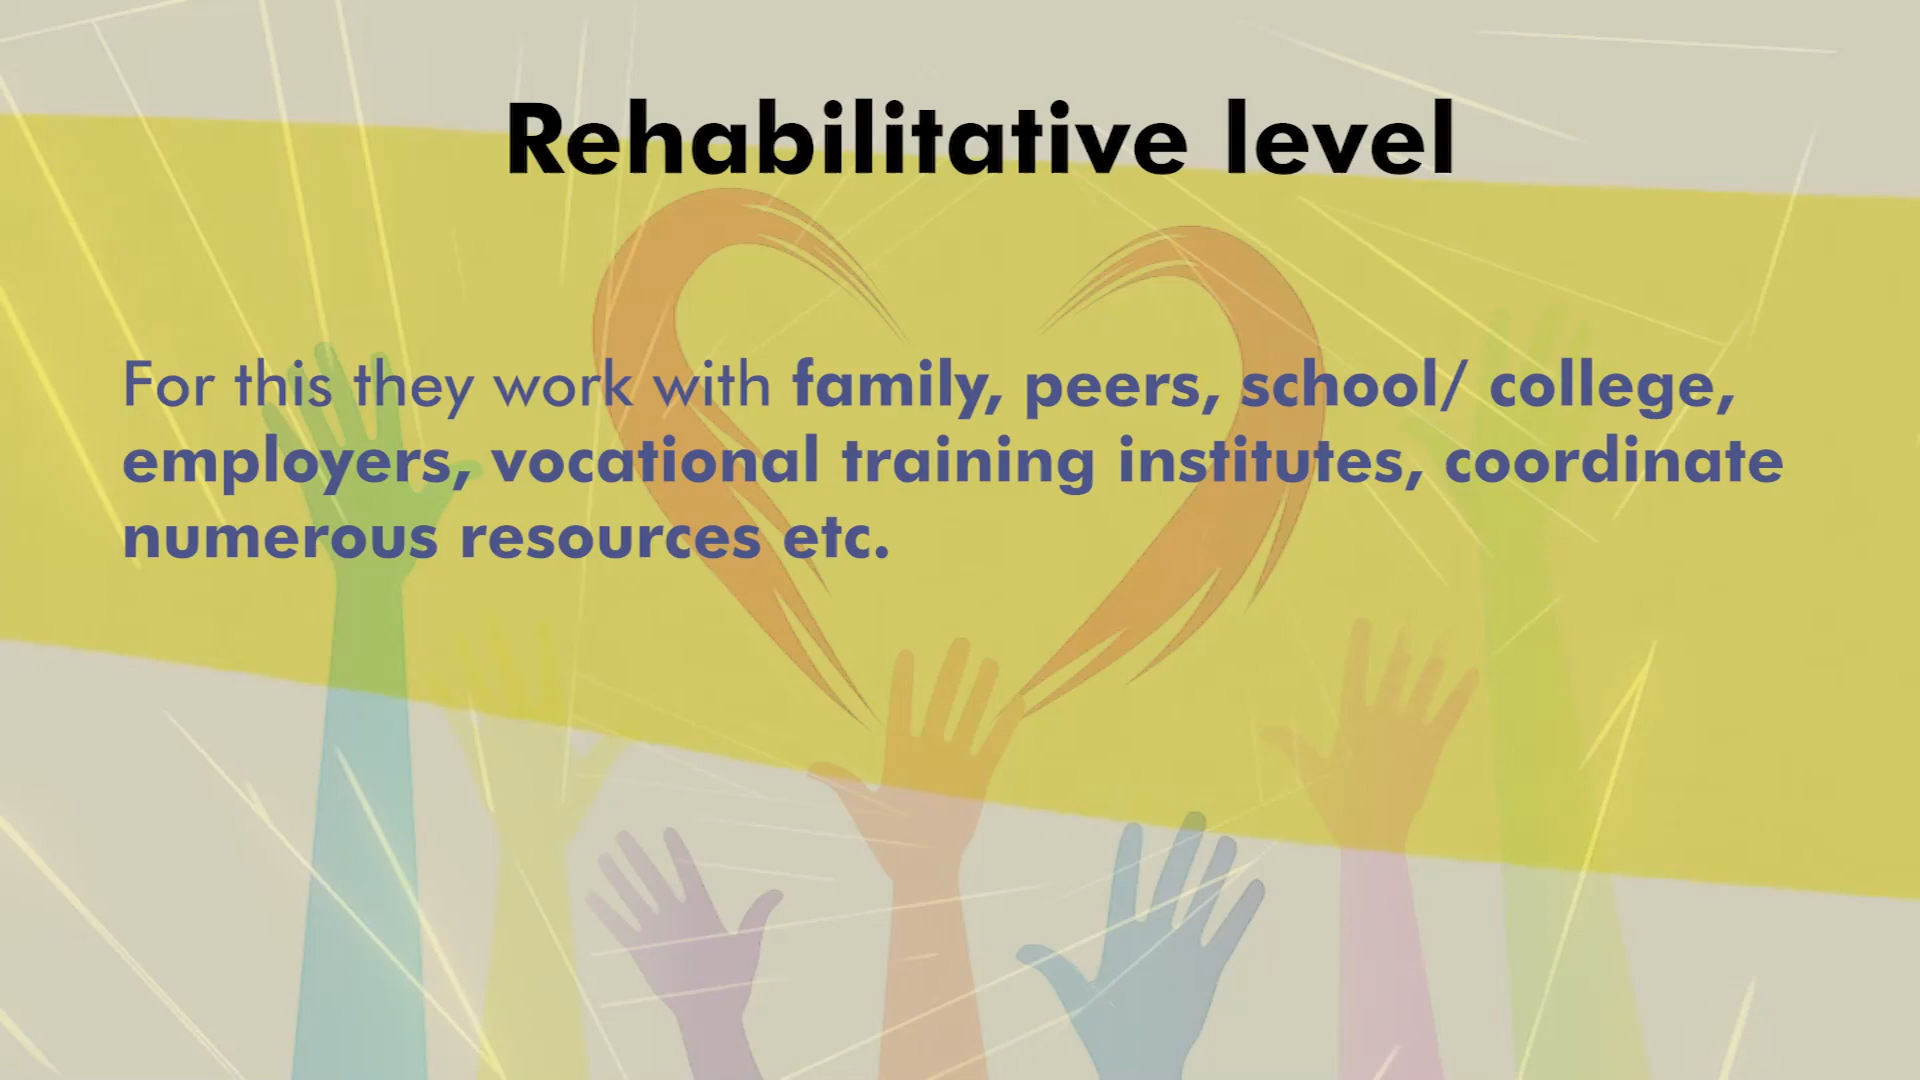 Rehabilitative level
For this they work with family, peers, school/ college,
employers, vocational training institutes, coordinate
numerous resources etc.